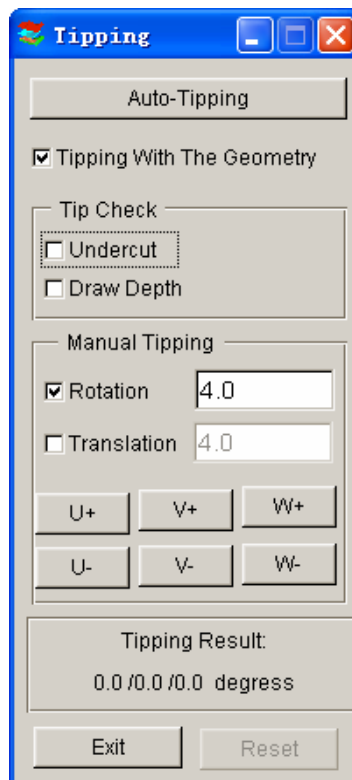 Tipping
Auto-Tipping
Tipping With The Geometry
Tip Check
Undercut
Draw Depth
Manual Tipping
Rotation 4.0
Translation 4.0
U+ V+ W+
U- V- W-
Tipping Result:
0.0 /0.0 /0.0 degress
Exit Reset